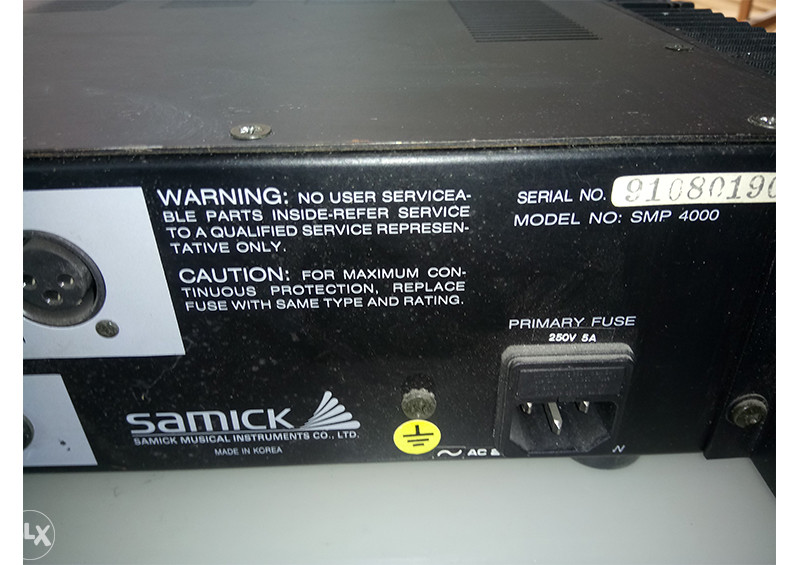 WARNING: NO USER SERVICEA-
BLE PARTS INSIDE-REFER SERVICE
TO A QUALIFIED SERVICE REPRESEN-
TATIVE ONLY.
CAUTION: FOR MAXIMUM CON-
TINUOUS PROTECTION, REPLACE
FUSE WITH SAME TYPE AND RATING.
SERIAL NO. 9108019
MODEL NO: SMP 4000
PRIMARY FUSE
250V 5A
samick
SAMICK MUSICAL INSTRUMENTS CO., LTD.
MADE IN KOREA
AC
N
LX